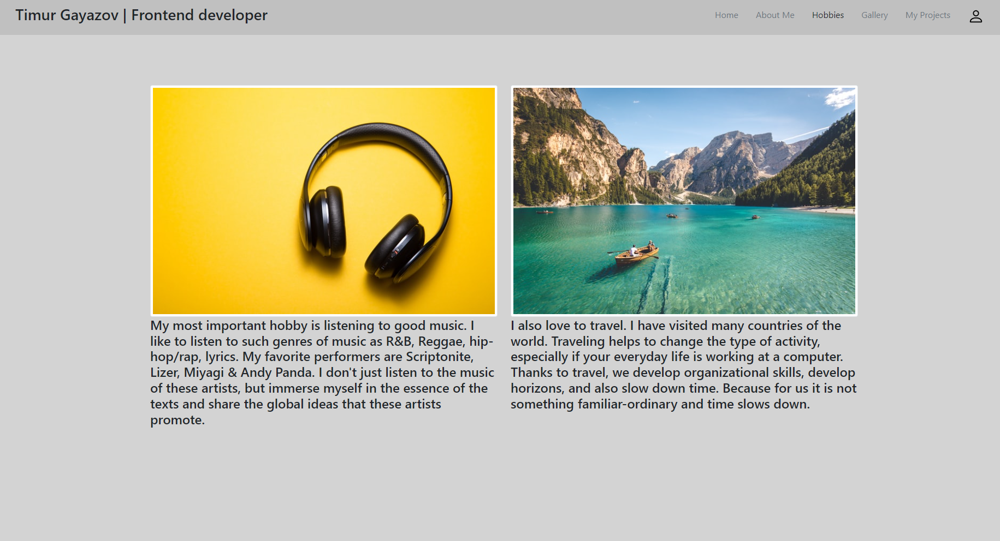 Timur Gayazov | Frontend developer
Home About Me Hobbies Gallery My Projects
My most important hobby is listening to good music. I
like to listen to such genres of music as R&B, Reggae, hip-
hop/rap, lyrics. My favorite performers are Scriptonite,
Lizer, Miyagi & Andy Panda. I don't just listen to the music
of these artists, but immerse myself in the essence of the
texts and share the global ideas that these artists
promote.
I also love to travel. I have visited many countries of the
world. Traveling helps to change the type of activity,
especially if your everyday life is working at a computer.
Thanks to travel, we develop organizational skills, develop
horizons, and also slow down time. Because for us it is not
something familiar-ordinary and time slows down.